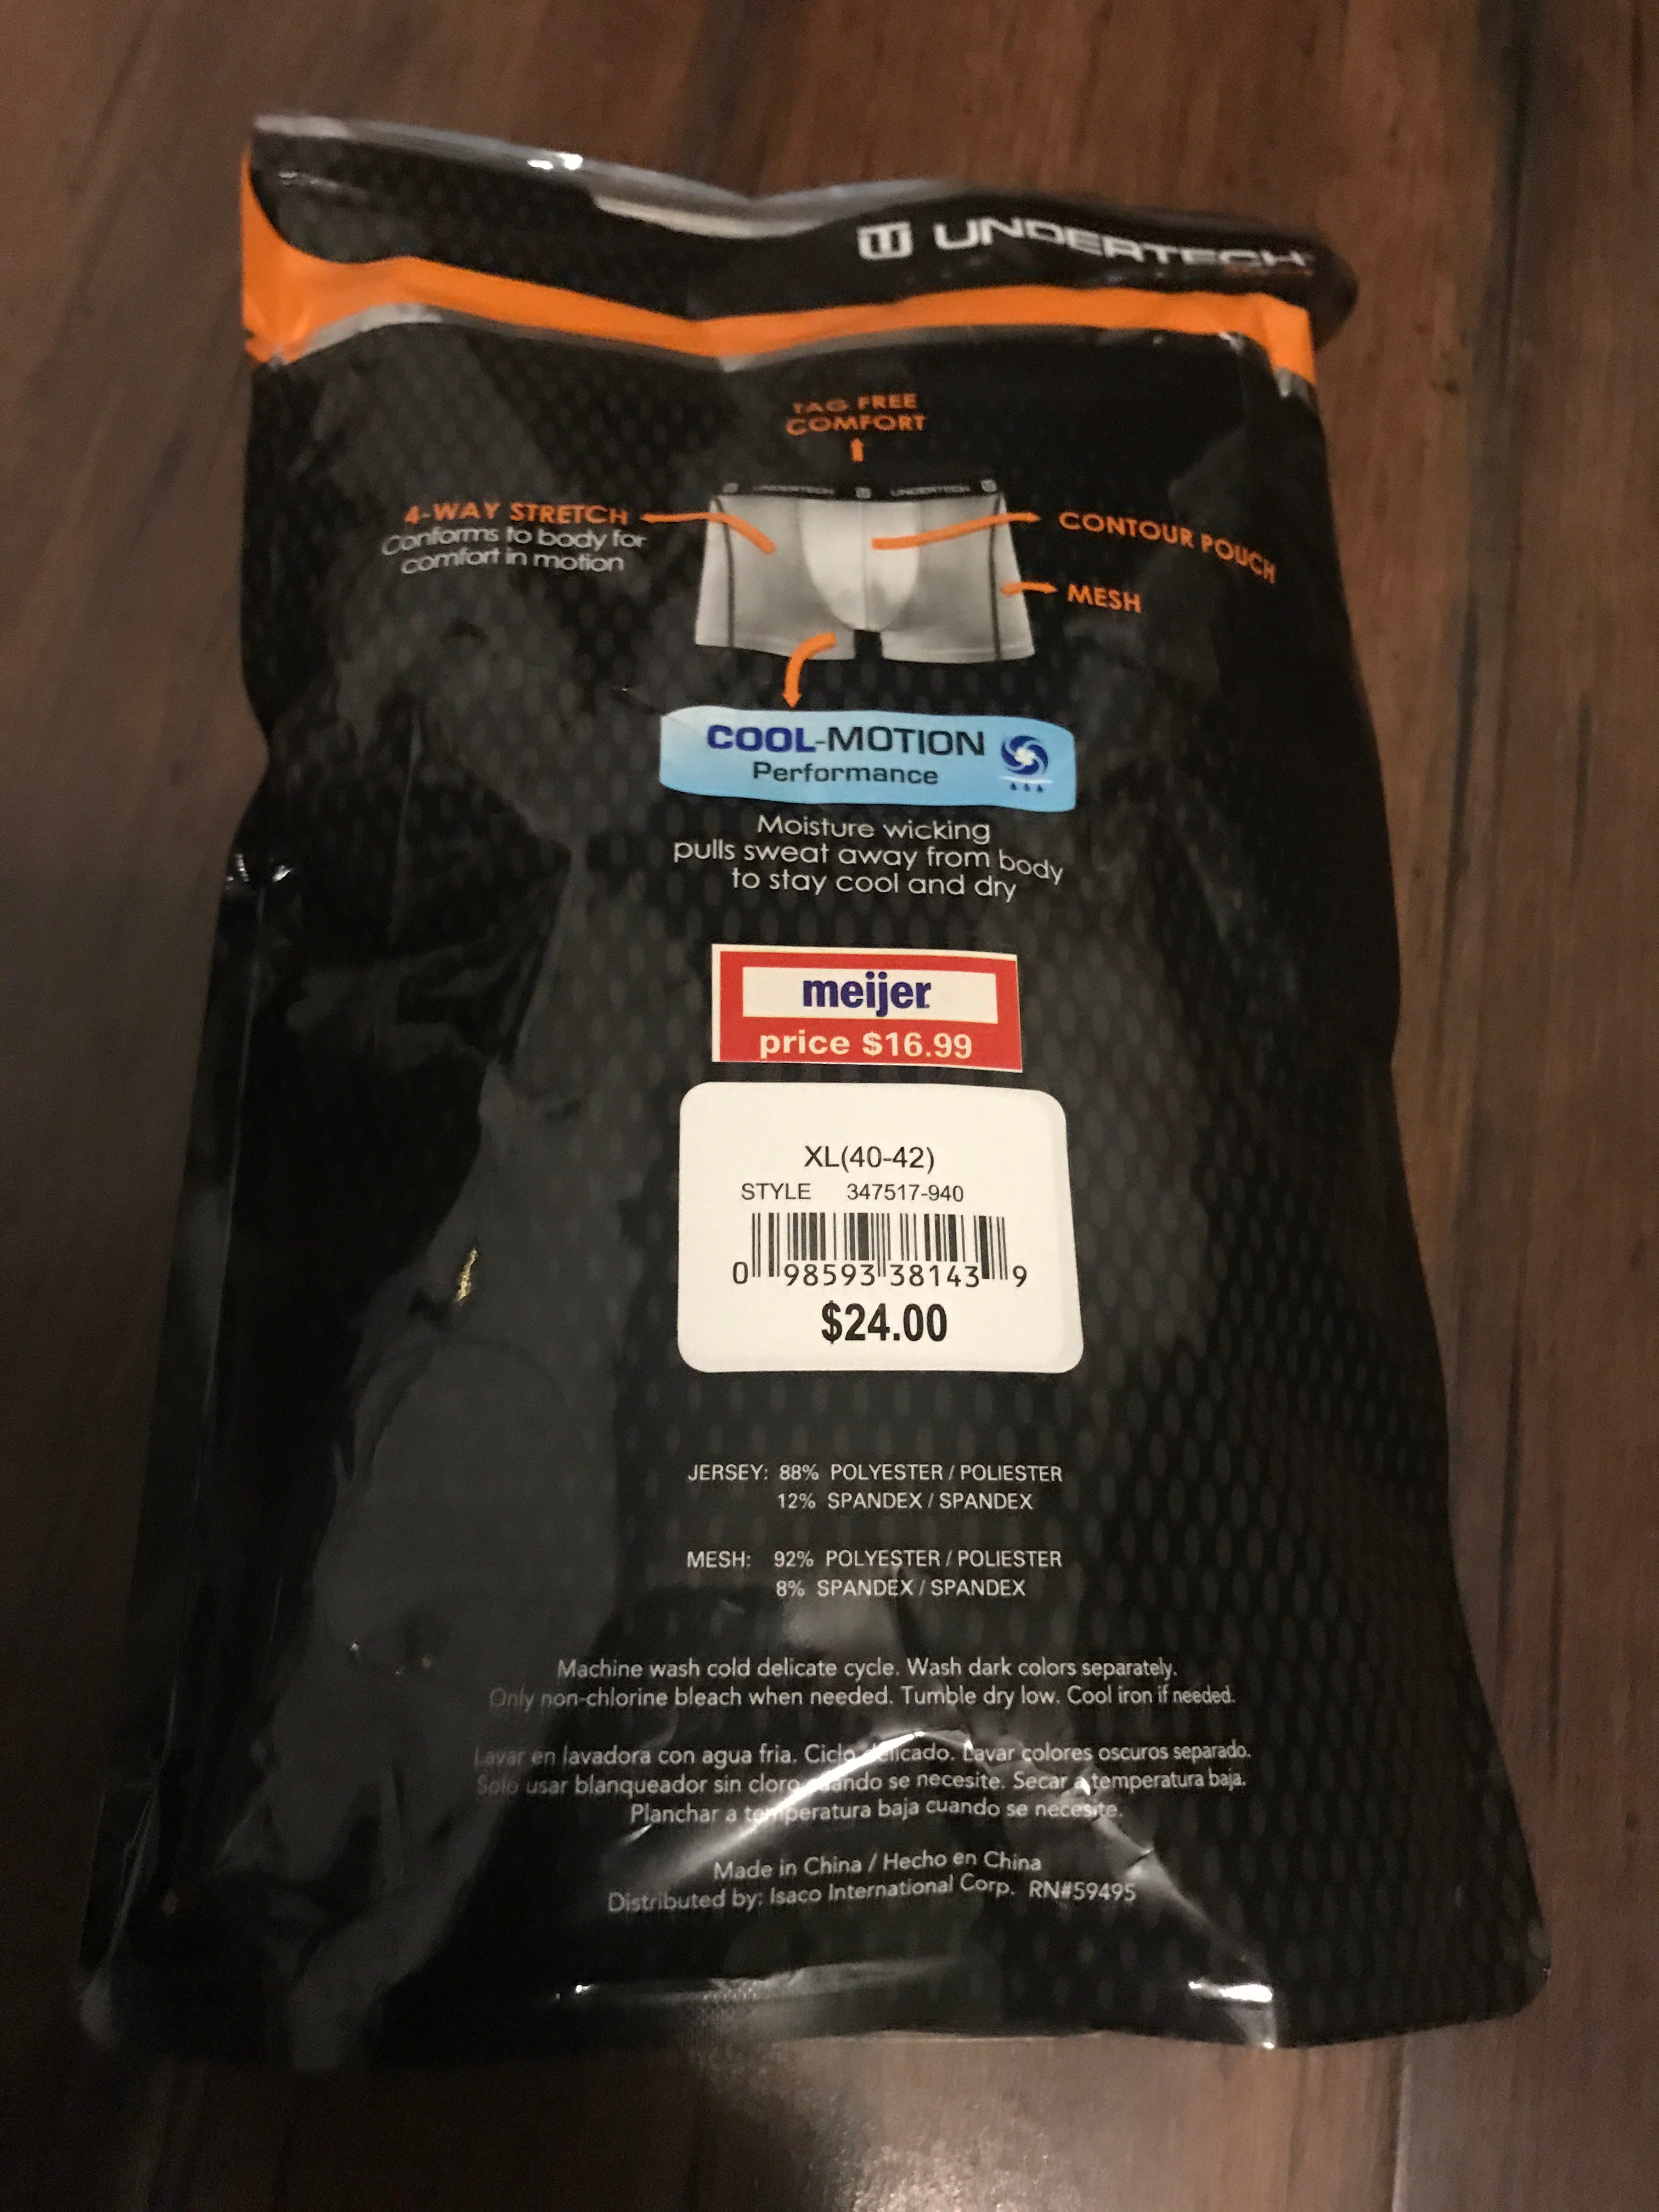 UNDERTECH
TAG FREE
COMFORT
UNDERTECH UNDERTECH
4-WAY STRETCH
Conforms to body for
comfort in motion
CONTOUR POUCH
MESH
COOL-MOTION
Performance
Moisture wicking
pulls sweat away from body
to stay cool and dry
meijer
price $16.99
XL(40-42)
STYLE 347517-940
0 98593 38143 9
$24.00
JERSEY: 88% POLYESTER / POLIESTER
12% SPANDEX / SPANDEX
MESH: 92% POLYESTER / POLIESTER
8% SPANDEX / SPANDEX
Machine wash cold delicate cycle. Wash dark colors separately.
Only non-chlorine bleach when needed. Tumble dry low. Cool iron if needed.
Lavar en lavadora con agua fria. Ciclo delicado. Lavar colores oscuros separado.
Solo usar blanqueador sin cloro cuando se necesite. Secar a temperatura baja.
Planchar a temperatura baja cuando se necesite.
Made in China / Hecho en China
Distributed by: Isaco International Corp. RN#59495